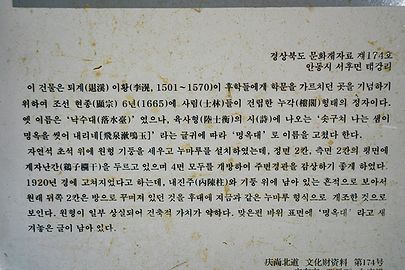 경상북도 문화재자료 제174호
안동시 서후면 태장리
이 건물은 퇴계(退溪) 이황(李滉, 1501~1570)이 후학들에게 학문을 가르치던 곳을 기념하기
위하여 조선 현종(顯宗) 6년(1665)에 사림(士林)들이 건립한 누각(樓閣)형태의 정자이다.
옛 이름은 ‘낙수대(落水臺)’였으나, 육사형(陸士衡)의 시(詩)에 나오는 ‘솟구쳐 나는 샘이
명옥을 씻어 내리네[飛泉漱鳴玉]’라는 글귀에 따라 ‘명옥대’로 이름을 고쳤다 한다.
자연석 초석 위에 원형 기둥을 세우고 누마루를 설치하였는데, 정면 2칸, 측면 2칸의 평면에
계자난간(鷄子欄干)을 두르고 있으며 4면 모두를 개방하여 주변경관을 감상하기 좋게 하였다.
1920년 경에 고쳐지었다고 하는데, 내진주(內陳柱)와 기둥 위에 남아 있는 흔적으로 보아서
원래 뒤쪽 2칸은 방으로 꾸며져 있던 것을 후대에 지금과 같은 누마루 형식으로 개조한 것으로
보인다. 원형이 일부 상실되어 건축적 가치가 약하다. 맞은편 바위 표면에 ‘명옥대’라고 새
겨놓은 글이 남아 있다.
慶尙北道 文化財資料 第174号